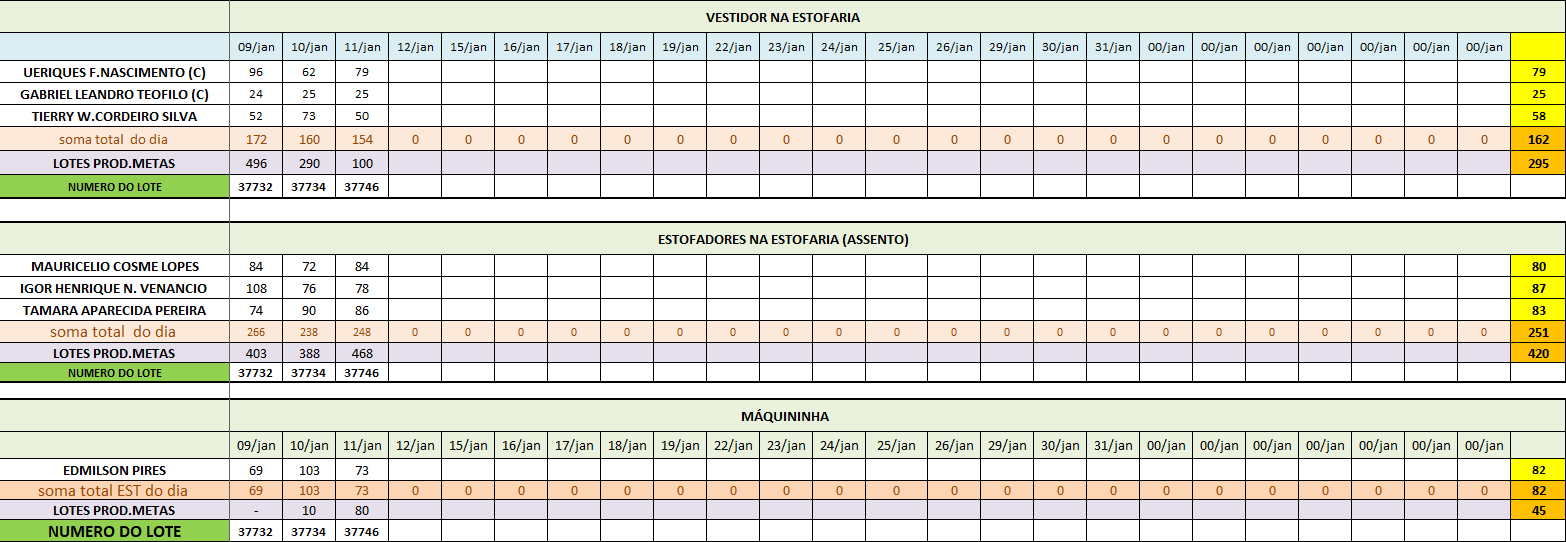 VESTIDOR NA ESTOFARIA
09/jan 10/jan 11/jan 12/jan 15/jan 16/jan 17/jan 18/jan 19/jan 22/jan 23/jan 24/jan 25/jan 26/jan 29/jan 30/jan 31/jan 00/jan 00/jan 00/jan 00/jan 00/jan 00/jan 00/jan
UERIQUES F.NASCIMENTO (C) 96 62 79 79
GABRIEL LEANDRO TEOFILO (C) 24 25 25 25
TIERRY W.CORDEIRO SILVA 52 73 50 58
soma total do dia 172 160 154 0 0 0 0 0 0 0 0 0 0 0 0 0 0 0 0 0 0 0 0 0 162
LOTES PROD.METAS 496 290 100 295
NUMERO DO LOTE 37732 37734 37746
ESTOFADORES NA ESTOFARIA (ASSENTO)
MAURICELIO COSME LOPES 84 72 84 80
IGOR HENRIQUE N. VENANCIO 108 76 78 87
TAMARA APARECIDA PEREIRA 74 90 86 83
soma total do dia 266 238 248 0 0 0 0 0 0 0 0 0 0 0 0 0 0 0 0 0 0 0 0 0 251
LOTES PROD.METAS 403 388 468 420
NUMERO DO LOTE 37732 37734 37746
MÁQUININHA
09/jan 10/jan 11/jan 12/jan 15/jan 16/jan 17/jan 18/jan 19/jan 22/jan 23/jan 24/jan 25/jan 26/jan 29/jan 30/jan 31/jan 00/jan 00/jan 00/jan 00/jan 00/jan 00/jan 00/jan
EDMILSON PIRES 69 103 73 82
soma total EST do dia 69 103 73 0 0 0 0 0 0 0 0 0 0 0 0 0 0 0 0 0 0 0 0 0 82
LOTES PROD.METAS - 10 80 45
NUMERO DO LOTE 37732 37734 37746